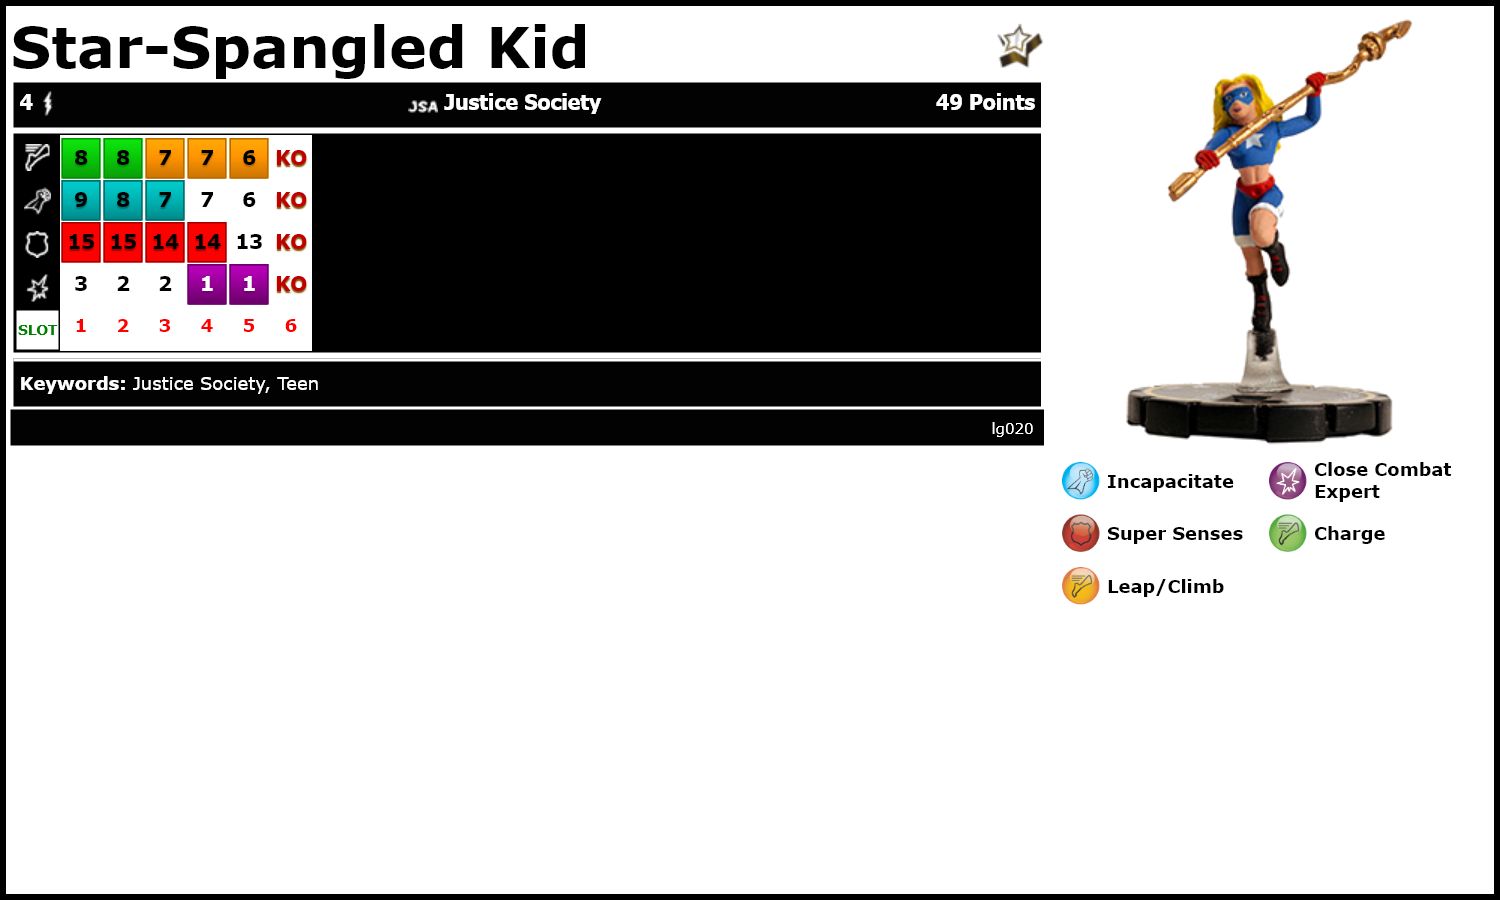 Star-Spangled Kid
4 JSA Justice Society 49 Points
8 8 7 7 6 KO
9 8 7 7 6 KO
15 15 14 14 13 KO
3 2 2 1 1 KO
SLOT 1 2 3 4 5 6
Keywords: Justice Society, Teen
lg020
Incapacitate
Close Combat
Expert
Super Senses
Charge
Leap/Climb